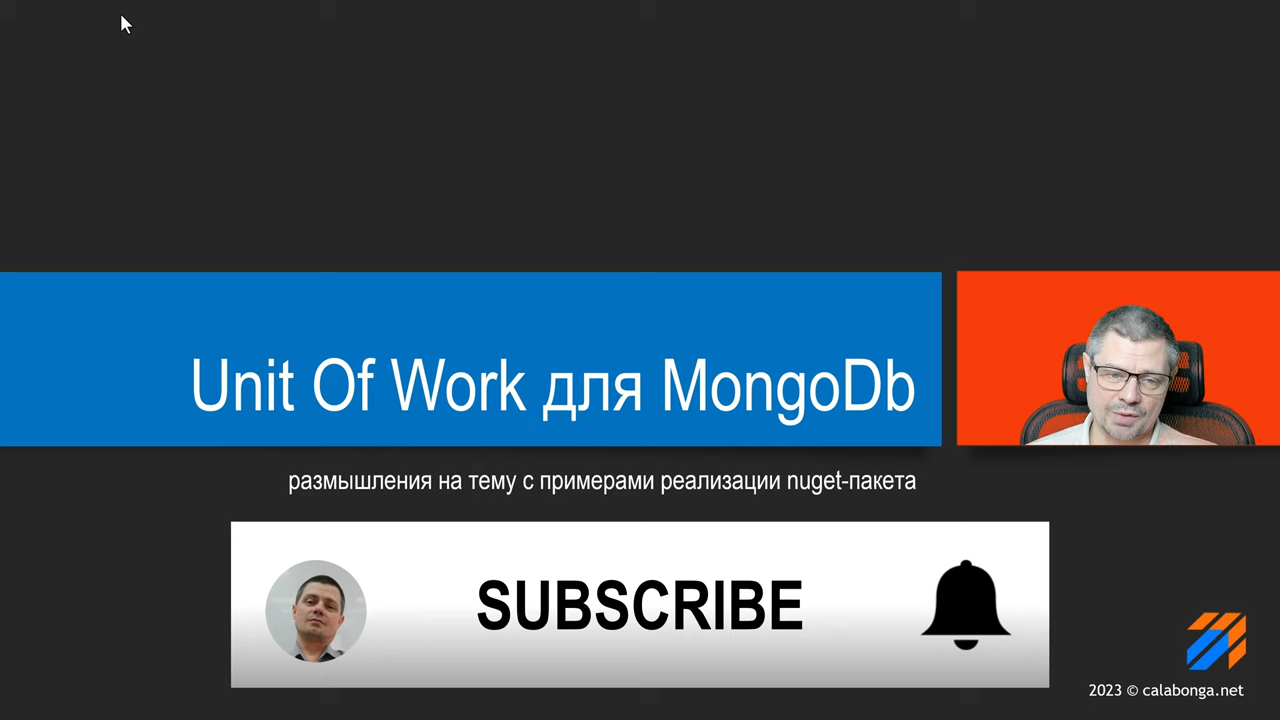 Unit Of Work для MongoDb
размышления на тему с примерами реализации nuget-пакета
SUBSCRIBE
2023 © calabonga.net